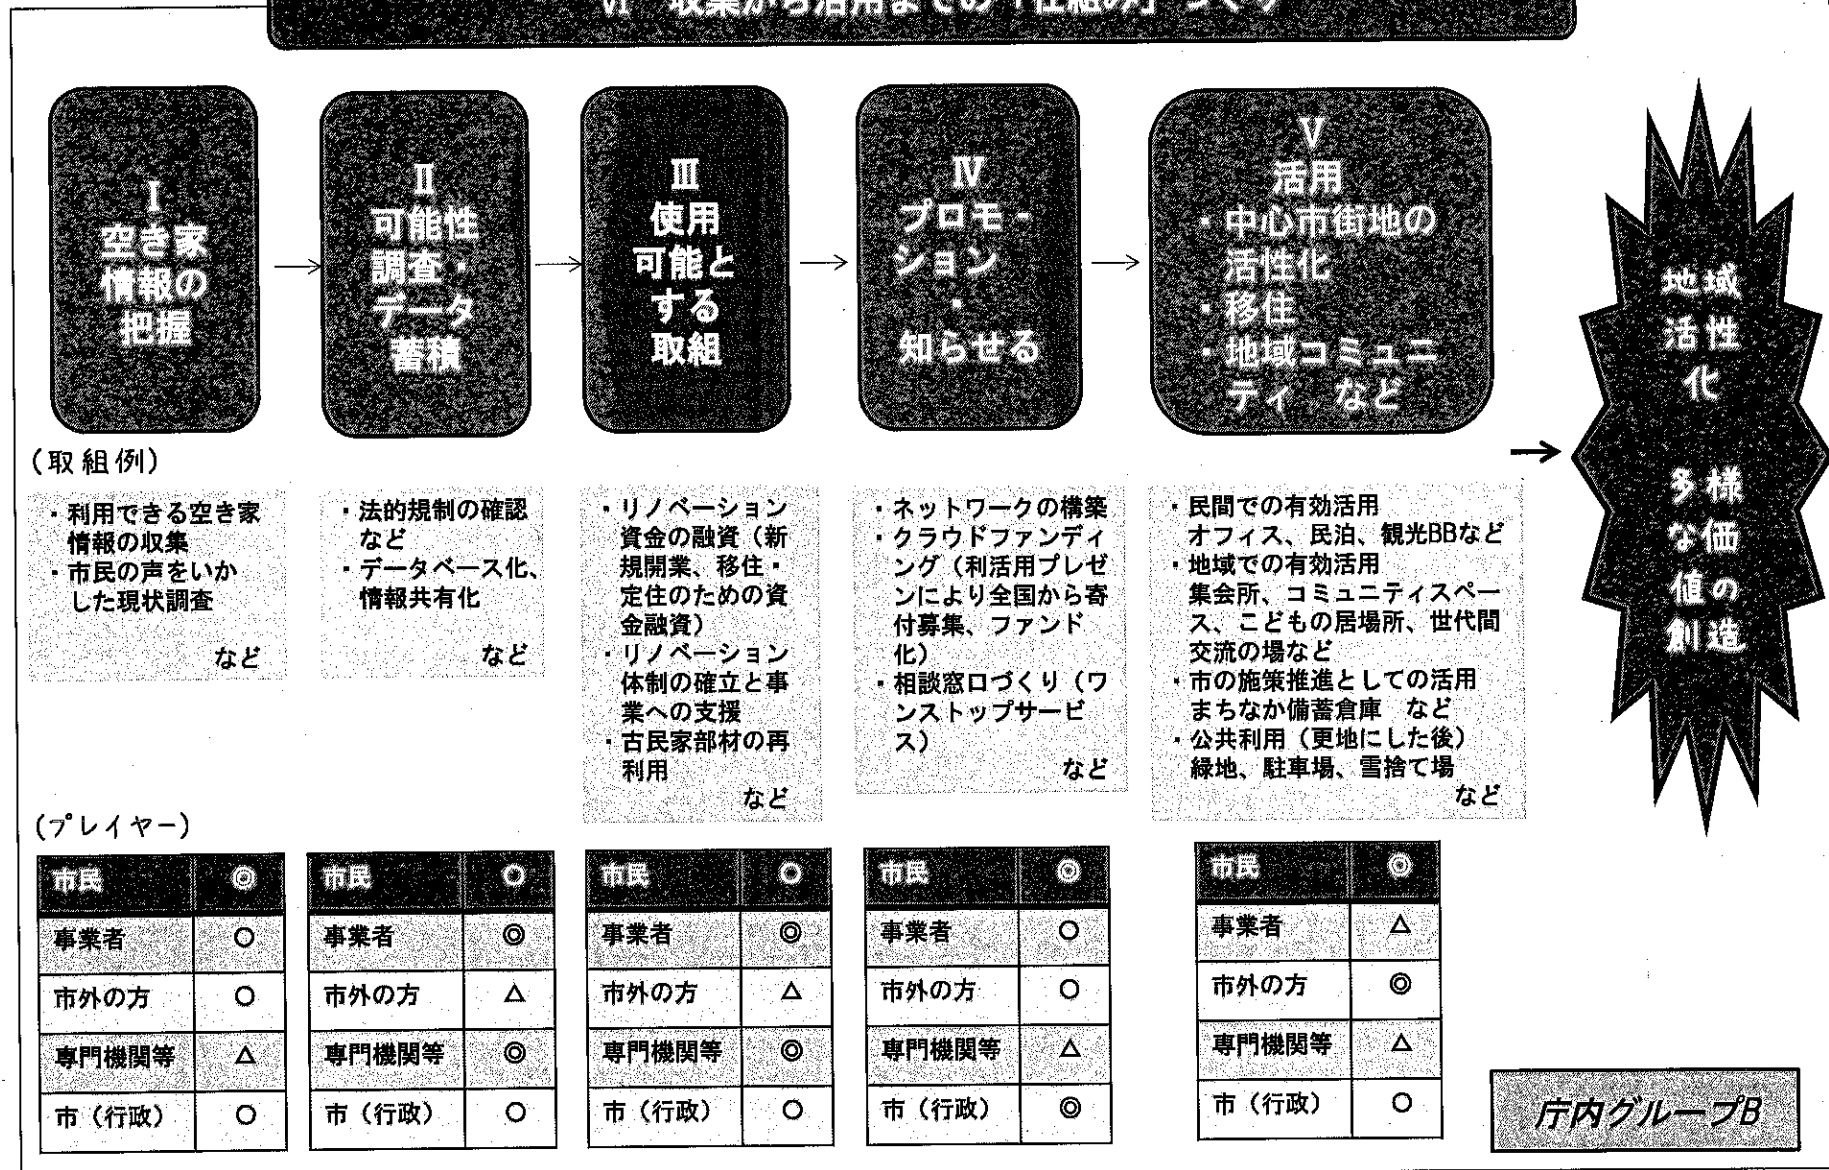 Ⅵ 収集から活用までの「仕組み」づくり
Ⅰ
空き家
情報の
把握
Ⅱ
可能性
調査・
データ
蓄積
Ⅲ
使用
可能と
する
取組
Ⅳ
プロモ-
ション
・
知らせる
Ⅴ
活用
・中心市街地の
活性化
・移住
・地域コミュニ
ティ など
地域
活性
化
多様
な価
値の
創造
(取組例)
・利用できる空き家
情報の収集
・市民の声をいか
した現状調査
など
・法的規制の確認
など
・データベース化、
情報共有化
など
・リノベーション
資金の融資(新
規開業、移住・
定住のための資
金融資)
・リノベーション
体制の確立と事
業への支援
・古民家部材の再
利用
など
・ネットワークの構築
・クラウドファンディ
ング(利活用プレゼ
ンにより全国から寄
付募集、ファンド
化)
・相談窓口づくり(ワ
ンストップサービ
ス)
など
・民間での有効活用
オフィス、民泊、観光BBなど
・地域での有効活用
集会所、コミュニティスペー
ス、こどもの居場所、世代間
交流の場など
・市の施策推進としての活用
まちなか備蓄倉庫 など
・公共利用(更地にした後)
緑地、駐車場、雪捨て場
など
(プレイヤー)
市民 ◎
事業者 ○
市外の方 ○
専門機関等 △
市(行政) ○
市民 ○
事業者 ◎
市外の方 △
専門機関等 ◎
市(行政) ○
市民 ○
事業者 ◎
市外の方 △
専門機関等 ◎
市(行政) ○
市民 ◎
事業者 ○
市外の方 ○
専門機関等 △
市(行政) ◎
市民 ◎
事業者 △
市外の方 ◎
専門機関等 △
市(行政) ○
庁内グループB